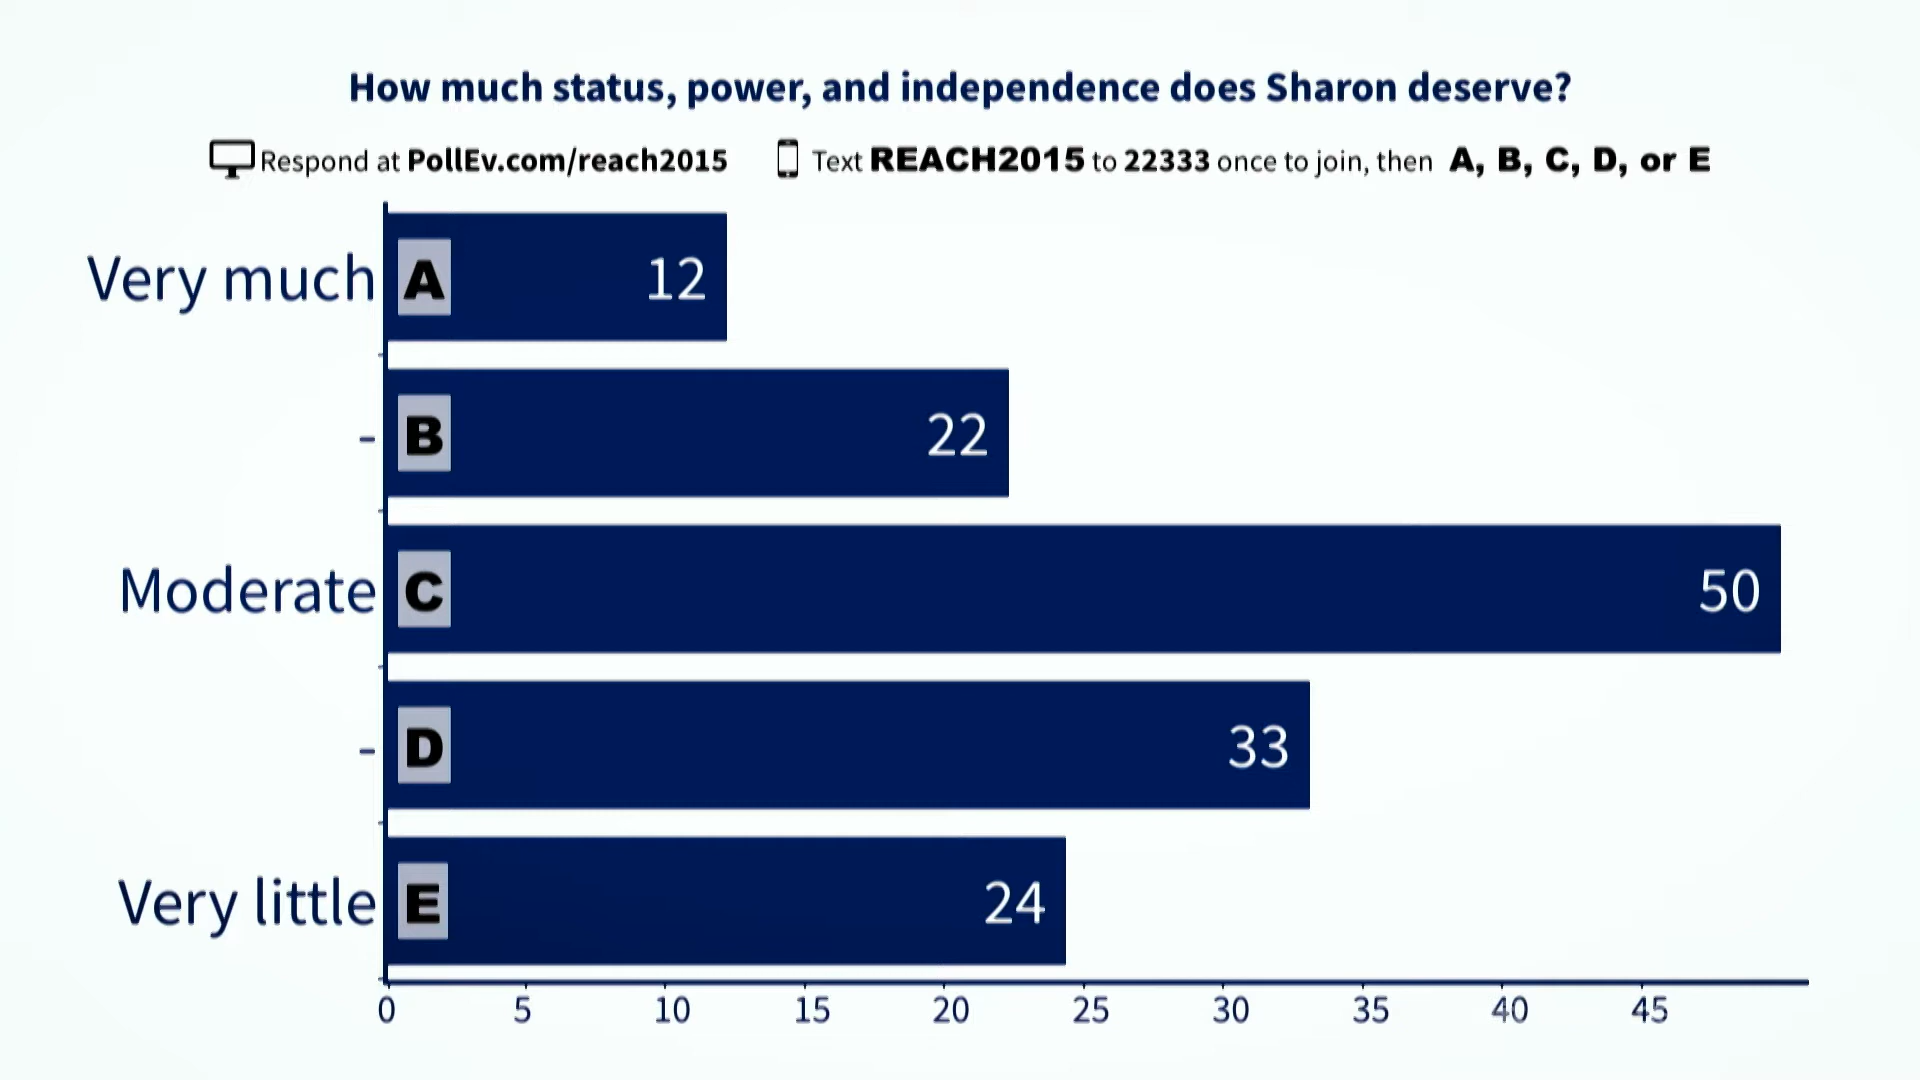 How much status, power, and independence does Sharon deserve?
Respond at PollEv.com/reach2015 Text REACH2015 to 22333 once to join, then A, B, C, D, or E
Very much A 12
- B 22
Moderate C 50
- D 33
Very little E 24
0 5 10 15 20 25 30 35 40 45